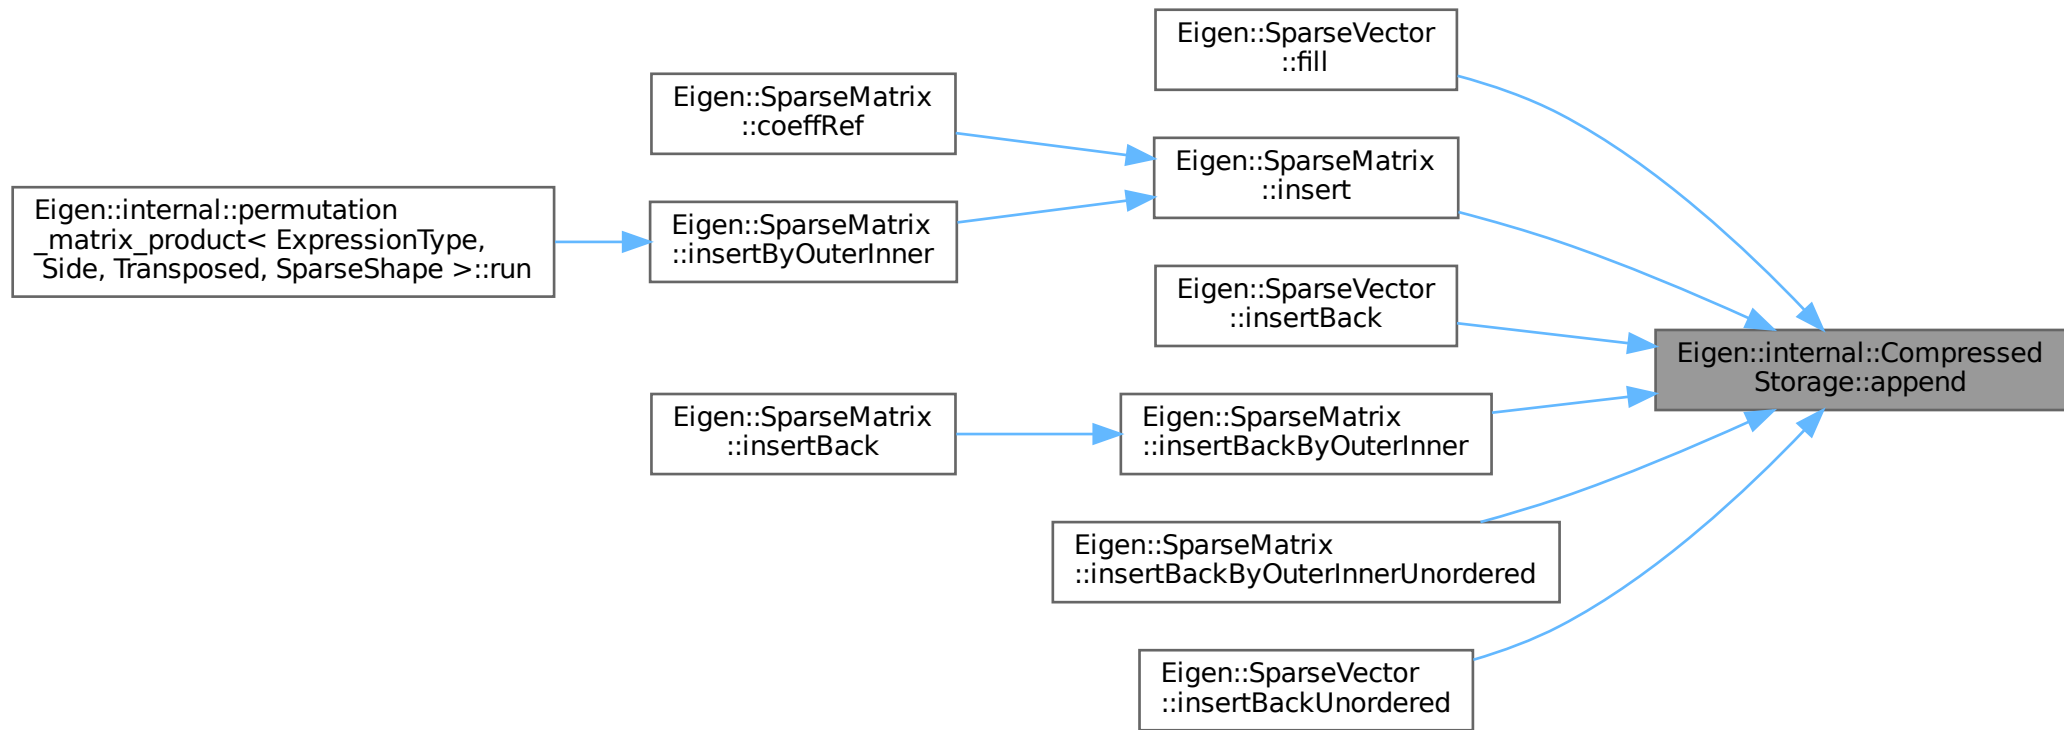 Eigen::SparseVector
::fill
Eigen::SparseMatrix
::coeffRef
Eigen::SparseMatrix
::insert
Eigen::internal::permutation
_matrix_product< ExpressionType,
Side, Transposed, SparseShape >::run
Eigen::SparseMatrix
::insertByOuterInner
Eigen::SparseVector
::insertBack
Eigen::internal::Compressed
Storage::append
Eigen::SparseMatrix
::insertBack
Eigen::SparseMatrix
::insertBackByOuterInner
Eigen::SparseMatrix
::insertBackByOuterInnerUnordered
Eigen::SparseVector
::insertBackUnordered